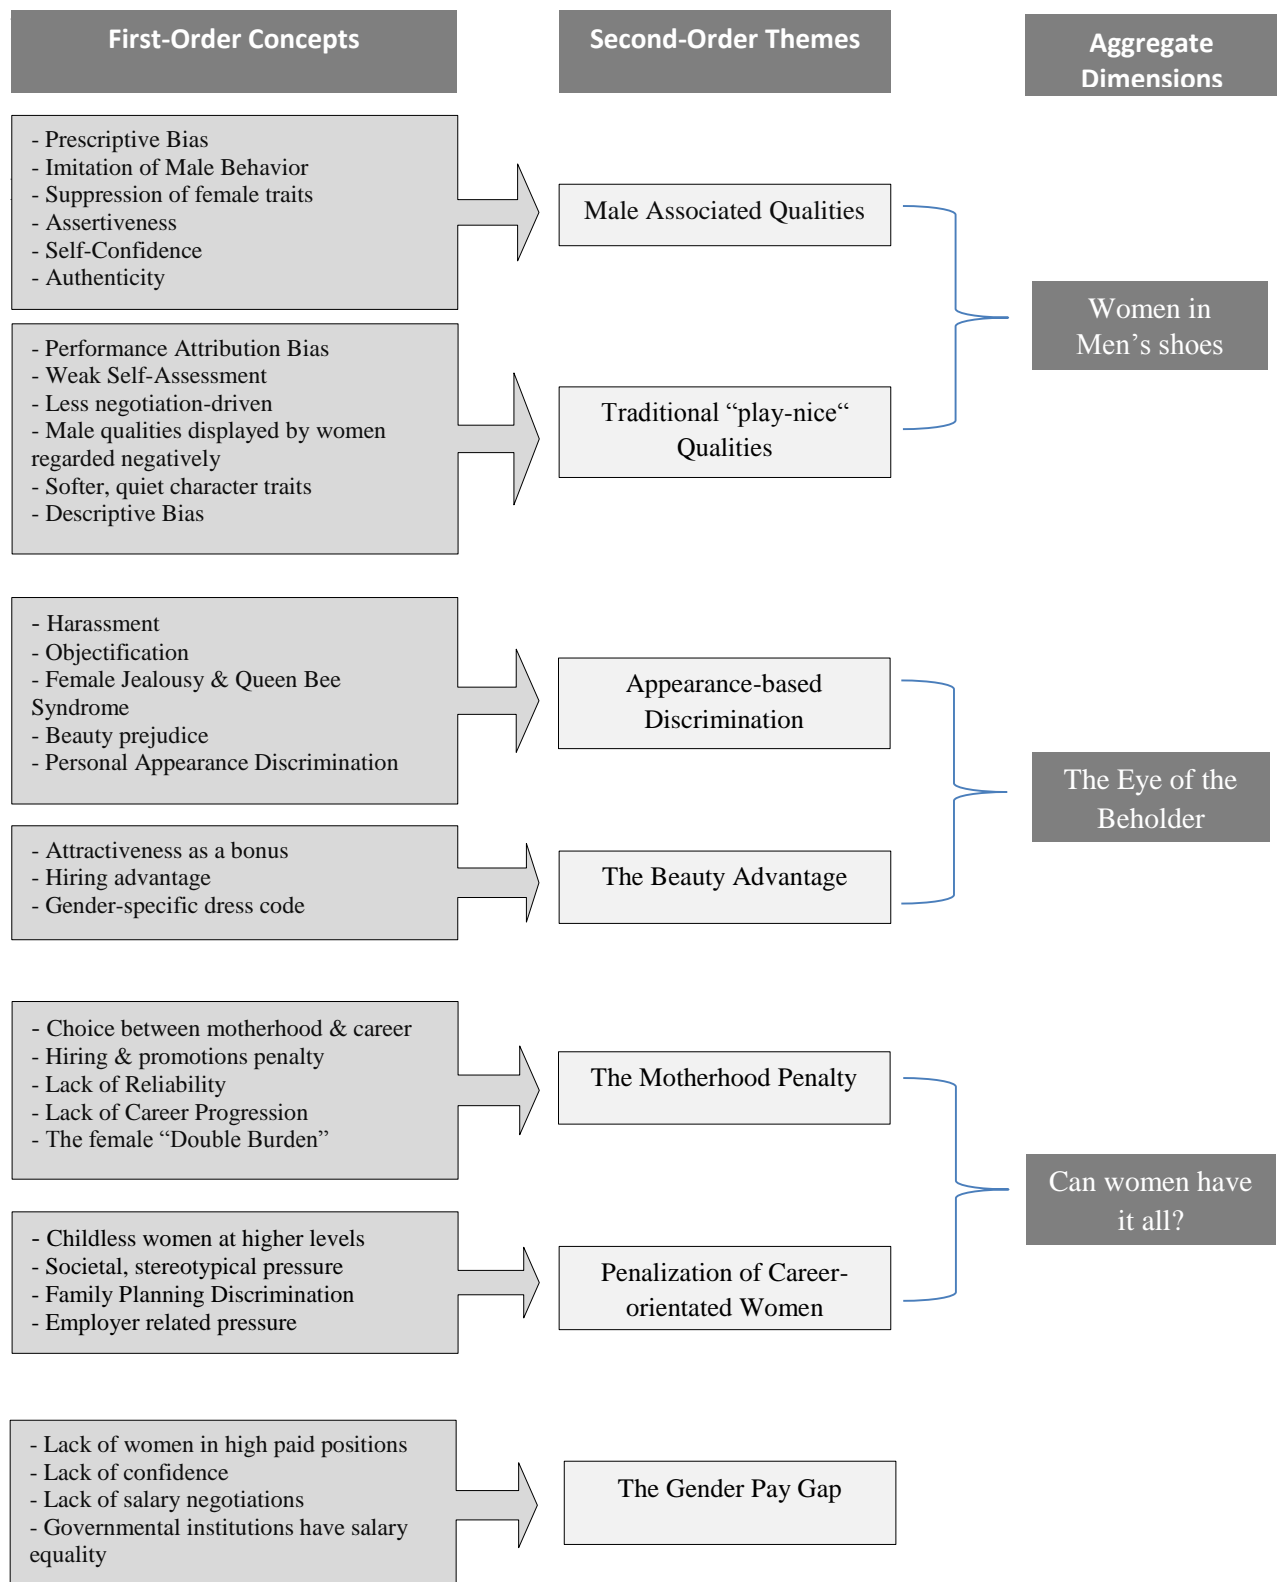 First-Order Concepts
Second-Order Themes
Aggregate
Dimensions
- Prescriptive Bias
- Imitation of Male Behavior
- Suppression of female traits
- Assertiveness
- Self-Confidence
- Authenticity
Male Associated Qualities
- Performance Attribution Bias
- Weak Self-Assessment
- Less negotiation-driven
- Male qualities displayed by women
regarded negatively
- Softer, quiet character traits
- Descriptive Bias
Traditional “play-nice“
Qualities
Women in
Men’s shoes
- Harassment
- Objectification
- Female Jealousy & Queen Bee
Syndrome
- Beauty prejudice
- Personal Appearance Discrimination
Appearance-based
Discrimination
- Attractiveness as a bonus
- Hiring advantage
- Gender-specific dress code
The Beauty Advantage
The Eye of the
Beholder
- Choice between motherhood & career
- Hiring & promotions penalty
- Lack of Reliability
- Lack of Career Progression
- The female “Double Burden”
The Motherhood Penalty
- Childless women at higher levels
- Societal, stereotypical pressure
- Family Planning Discrimination
- Employer related pressure
Penalization of Career-
orientated Women
Can women have
it all?
- Lack of women in high paid positions
- Lack of confidence
- Lack of salary negotiations
- Governmental institutions have salary
equality
The Gender Pay Gap